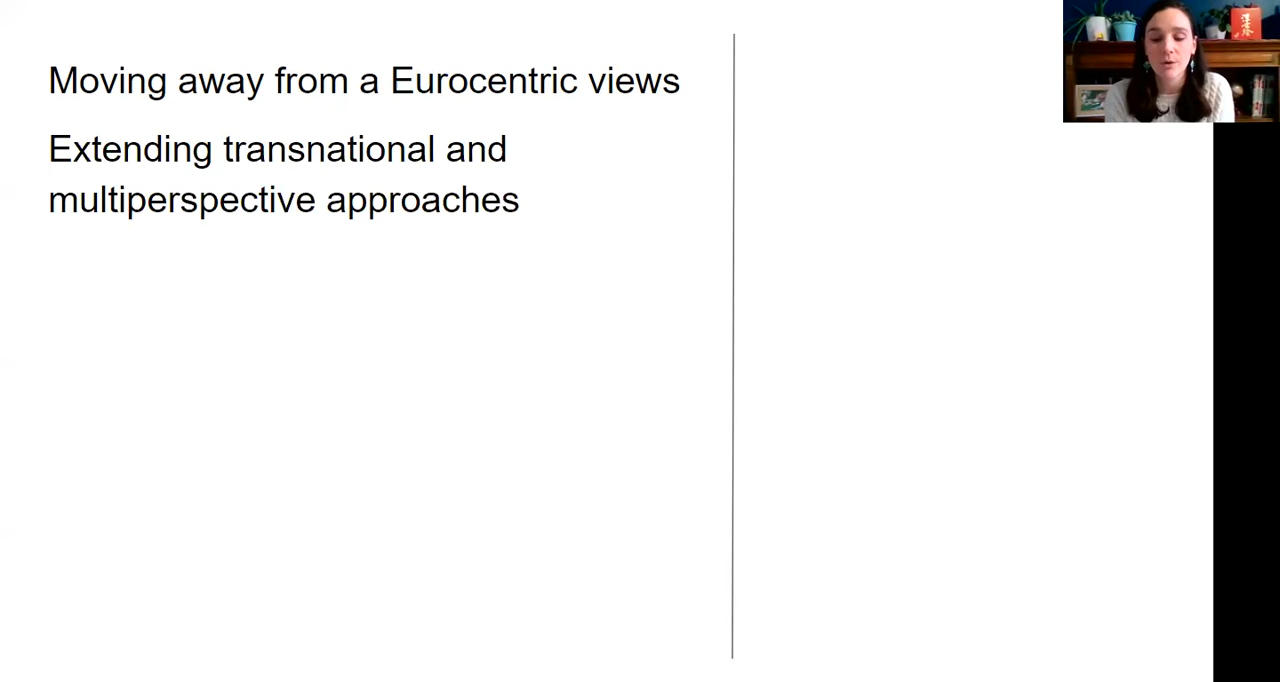 Moving away from a Eurocentric views
Extending transnational and
multiperspective approaches